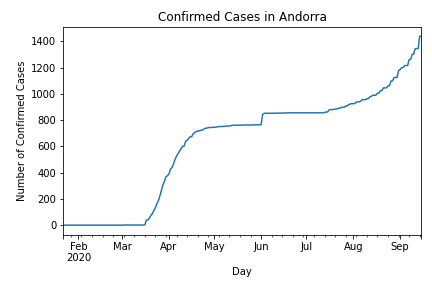 Confirmed Cases in Andorra
Number of Confirmed Cases
1400
1200
1000
800
600
400
200
0
Feb Mar Apr May Jun Jul Aug Sep
2020
Day